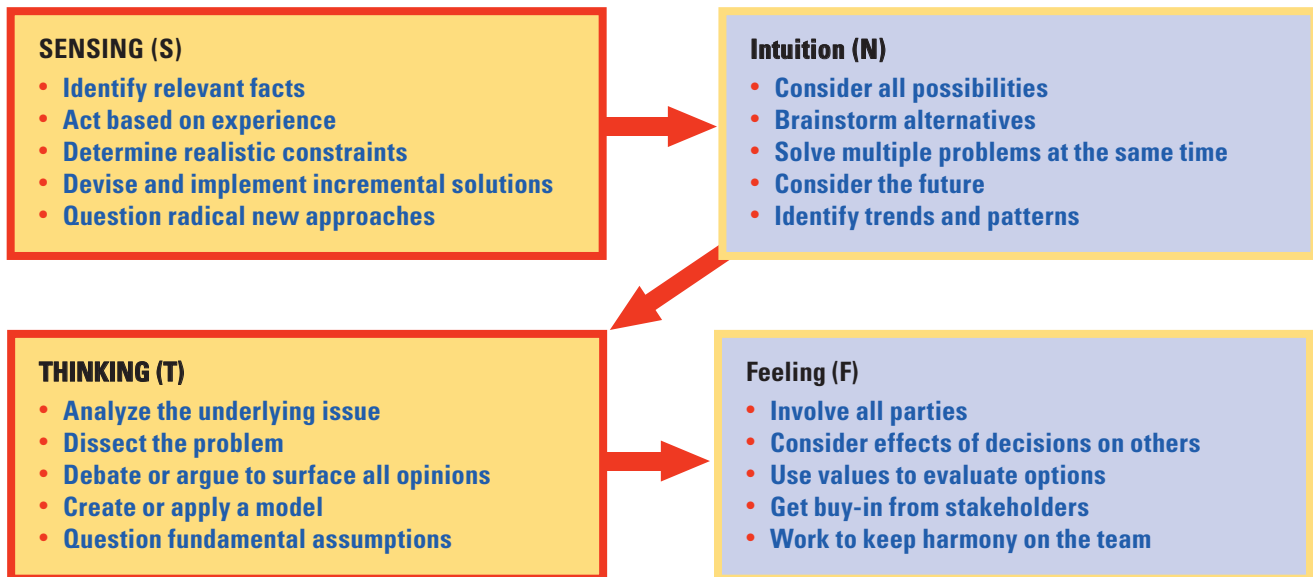 SENSING (S)
• Identify relevant facts
• Act based on experience
• Determine realistic constraints
• Devise and implement incremental solutions
• Question radical new approaches
Intuition (N)
• Consider all possibilities
• Brainstorm alternatives
• Solve multiple problems at the same time
• Consider the future
• Identify trends and patterns
THINKING (T)
• Analyze the underlying issue
• Dissect the problem
• Debate or argue to surface all opinions
• Create or apply a model
• Question fundamental assumptions
Feeling (F)
• Involve all parties
• Consider effects of decisions on others
• Use values to evaluate options
• Get buy-in from stakeholders
• Work to keep harmony on the team